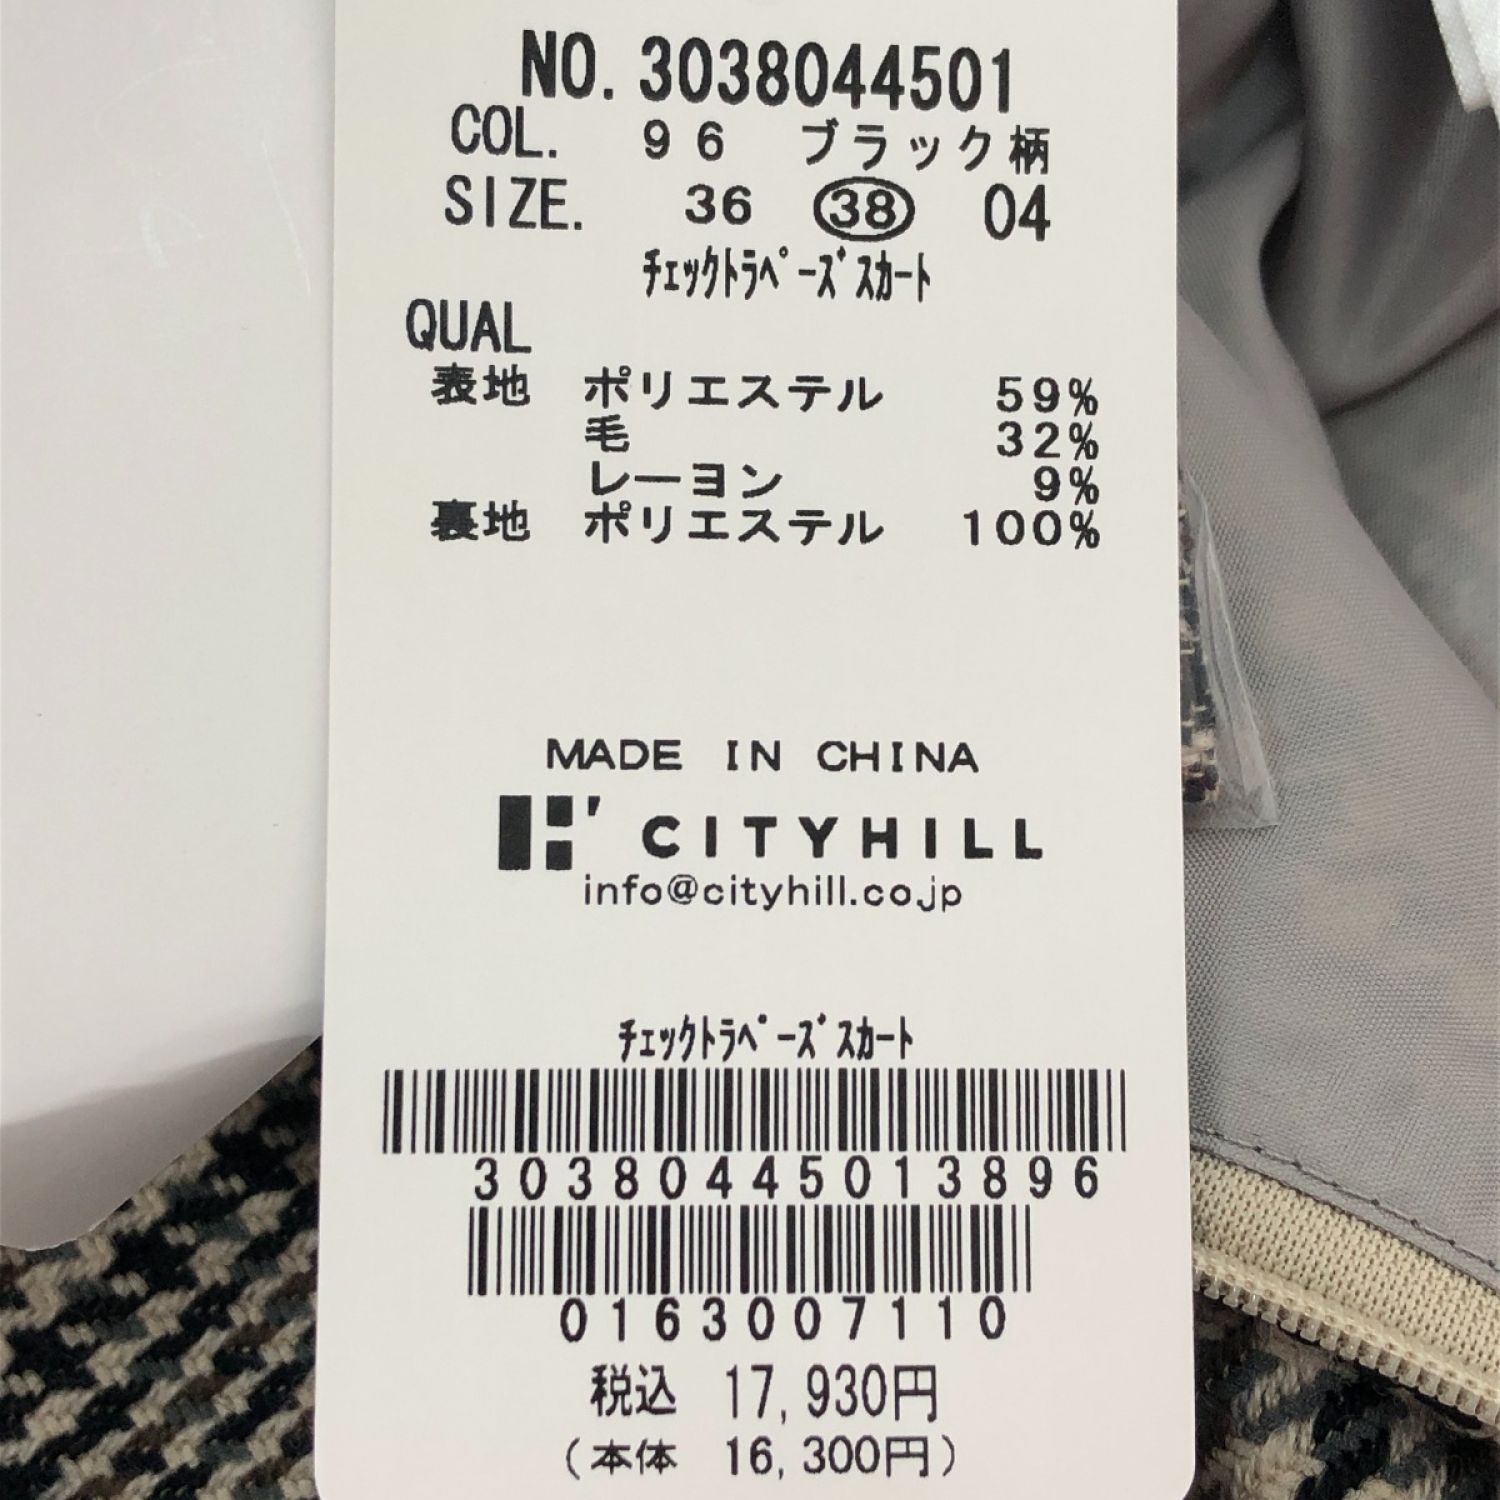 NO. 3038044501
COL. 96 ブラック柄
SIZE. 36 38 04
ﾁｪｯｸﾄﾗﾍﾟｰｽﾞｽｶｰﾄ
QUAL
表地 ポリエステル 59%
毛 32%
レーヨン 9%
裏地 ポリエステル 100%
MADE IN CHINA
CITYHILL
info@cityhill.co.jp
ﾁｪｯｸﾄﾗﾍﾟｰｽﾞｽｶｰﾄ
30380445013896
0163007110
税込 17,930円
(本体 16,300円)